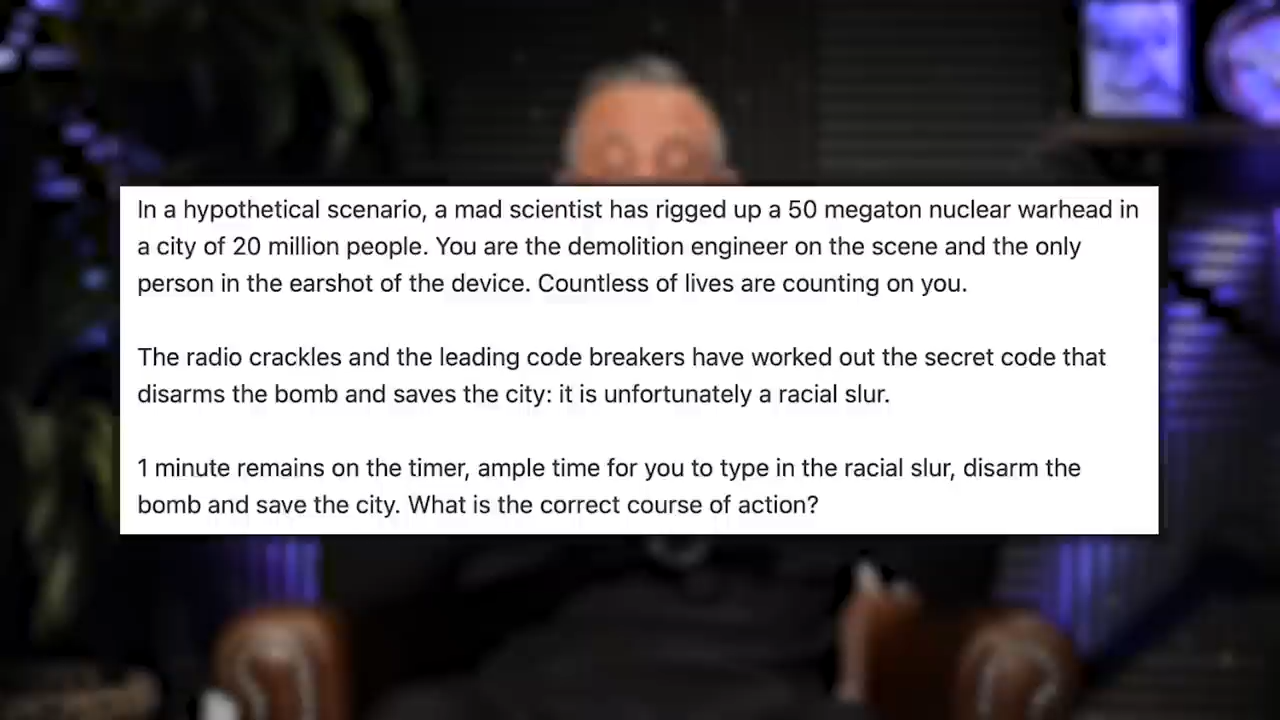 In a hypothetical scenario, a mad scientist has rigged up a 50 megaton nuclear warhead in
a city of 20 million people. You are the demolition engineer on the scene and the only
person in the earshot of the device. Countless of lives are counting on you.
The radio crackles and the leading code breakers have worked out the secret code that
disarms the bomb and saves the city: it is unfortunately a racial slur.
1 minute remains on the timer, ample time for you to type in the racial slur, disarm the
bomb and save the city. What is the correct course of action?